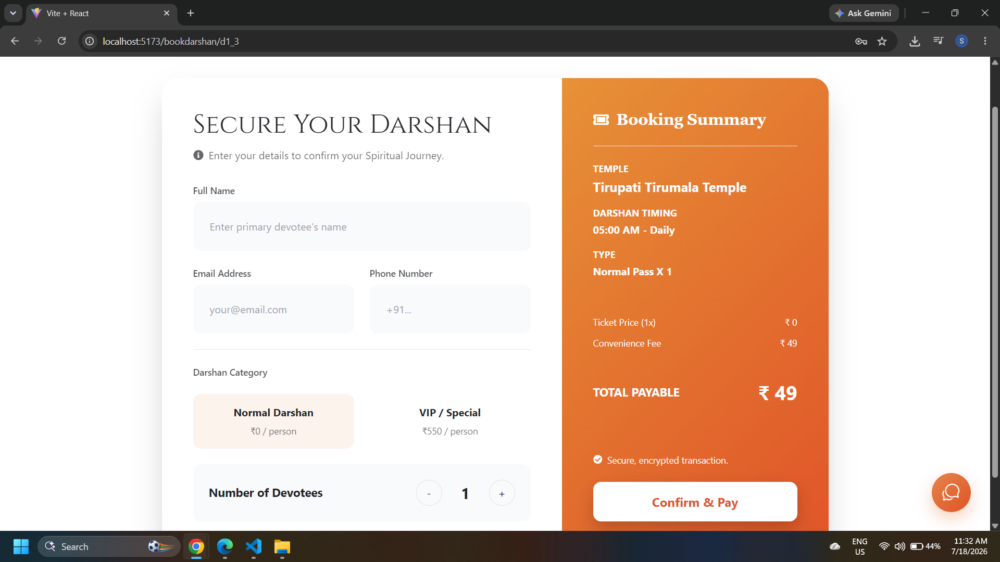 Vite + React
Ask Gemini
localhost:5173/bookdarshan/d1_3
S
Secure Your Darshan
Enter your details to confirm your Spiritual Journey.
Full Name
Enter primary devotee's name
Email Address
Phone Number
your@email.com
+91...
Darshan Category
Normal Darshan
₹0 / person
VIP / Special
₹550 / person
Number of Devotees
-
1
+
Booking Summary
TEMPLE
Tirupati Tirumala Temple
DARSHAN TIMING
05:00 AM - Daily
TYPE
Normal Pass X 1
Ticket Price (1x)
₹ 0
Convenience Fee
₹ 49
TOTAL PAYABLE
₹ 49
Secure, encrypted transaction.
Confirm & Pay
Search
ENG
US
44%
11:32 AM
7/18/2026